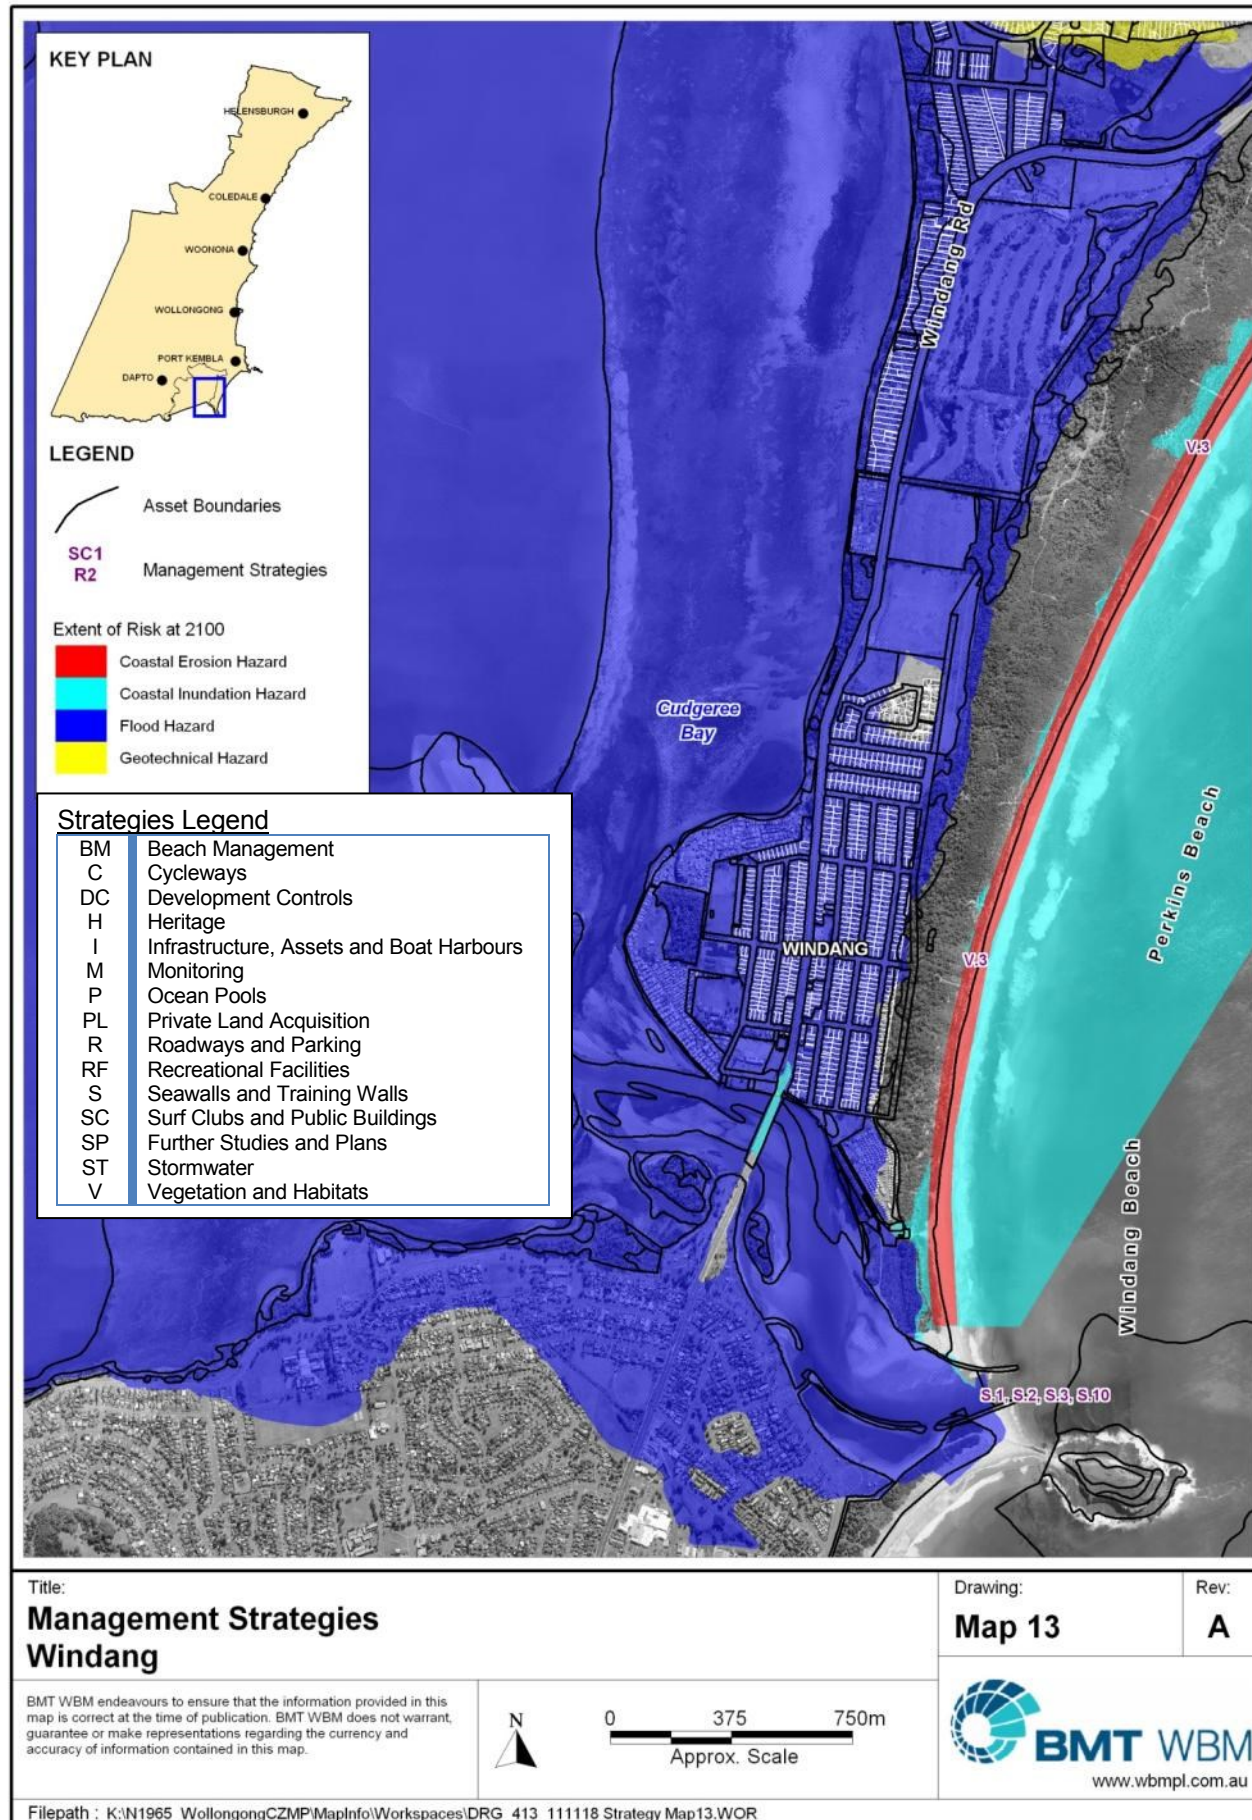 KEY PLAN
HELENSBURGH
COLEDALE
WOONONA
WOLLONGONG
PORT KEMBLA
DAPTO
LEGEND
Asset Boundaries
SC1
R2
Management Strategies
Extent of Risk at 2100
Coastal Erosion Hazard
Coastal Inundation Hazard
Flood Hazard
Geotechnical Hazard
Strategies Legend
BM Beach Management
C Cycleways
DC Development Controls
H Heritage
I Infrastructure, Assets and Boat Harbours
M Monitoring
P Ocean Pools
PL Private Land Acquisition
R Roadways and Parking
RF Recreational Facilities
S Seawalls and Training Walls
SC Surf Clubs and Public Buildings
SP Further Studies and Plans
ST Stormwater
V Vegetation and Habitats
Windang Rd
V.3
Cudgeree
Bay
Perkins Beach
WINDANG
V.3
Windang Beach
S.1, S.2, S.3, S.10
Title:
Management Strategies
Windang
Drawing:
Map 13
Rev:
A
BMT WBM endeavours to ensure that the information provided in this
map is correct at the time of publication. BMT WBM does not warrant,
guarantee or make representations regarding the currency and
accuracy of information contained in this map.
N
0 375 750m
Approx. Scale
BMT WBM
www.wbmpl.com.au
Filepath : K:\N1965_WollongongCZMP\MapInfo\Workspaces\DRG_413_111118 Strategy Map13.WOR